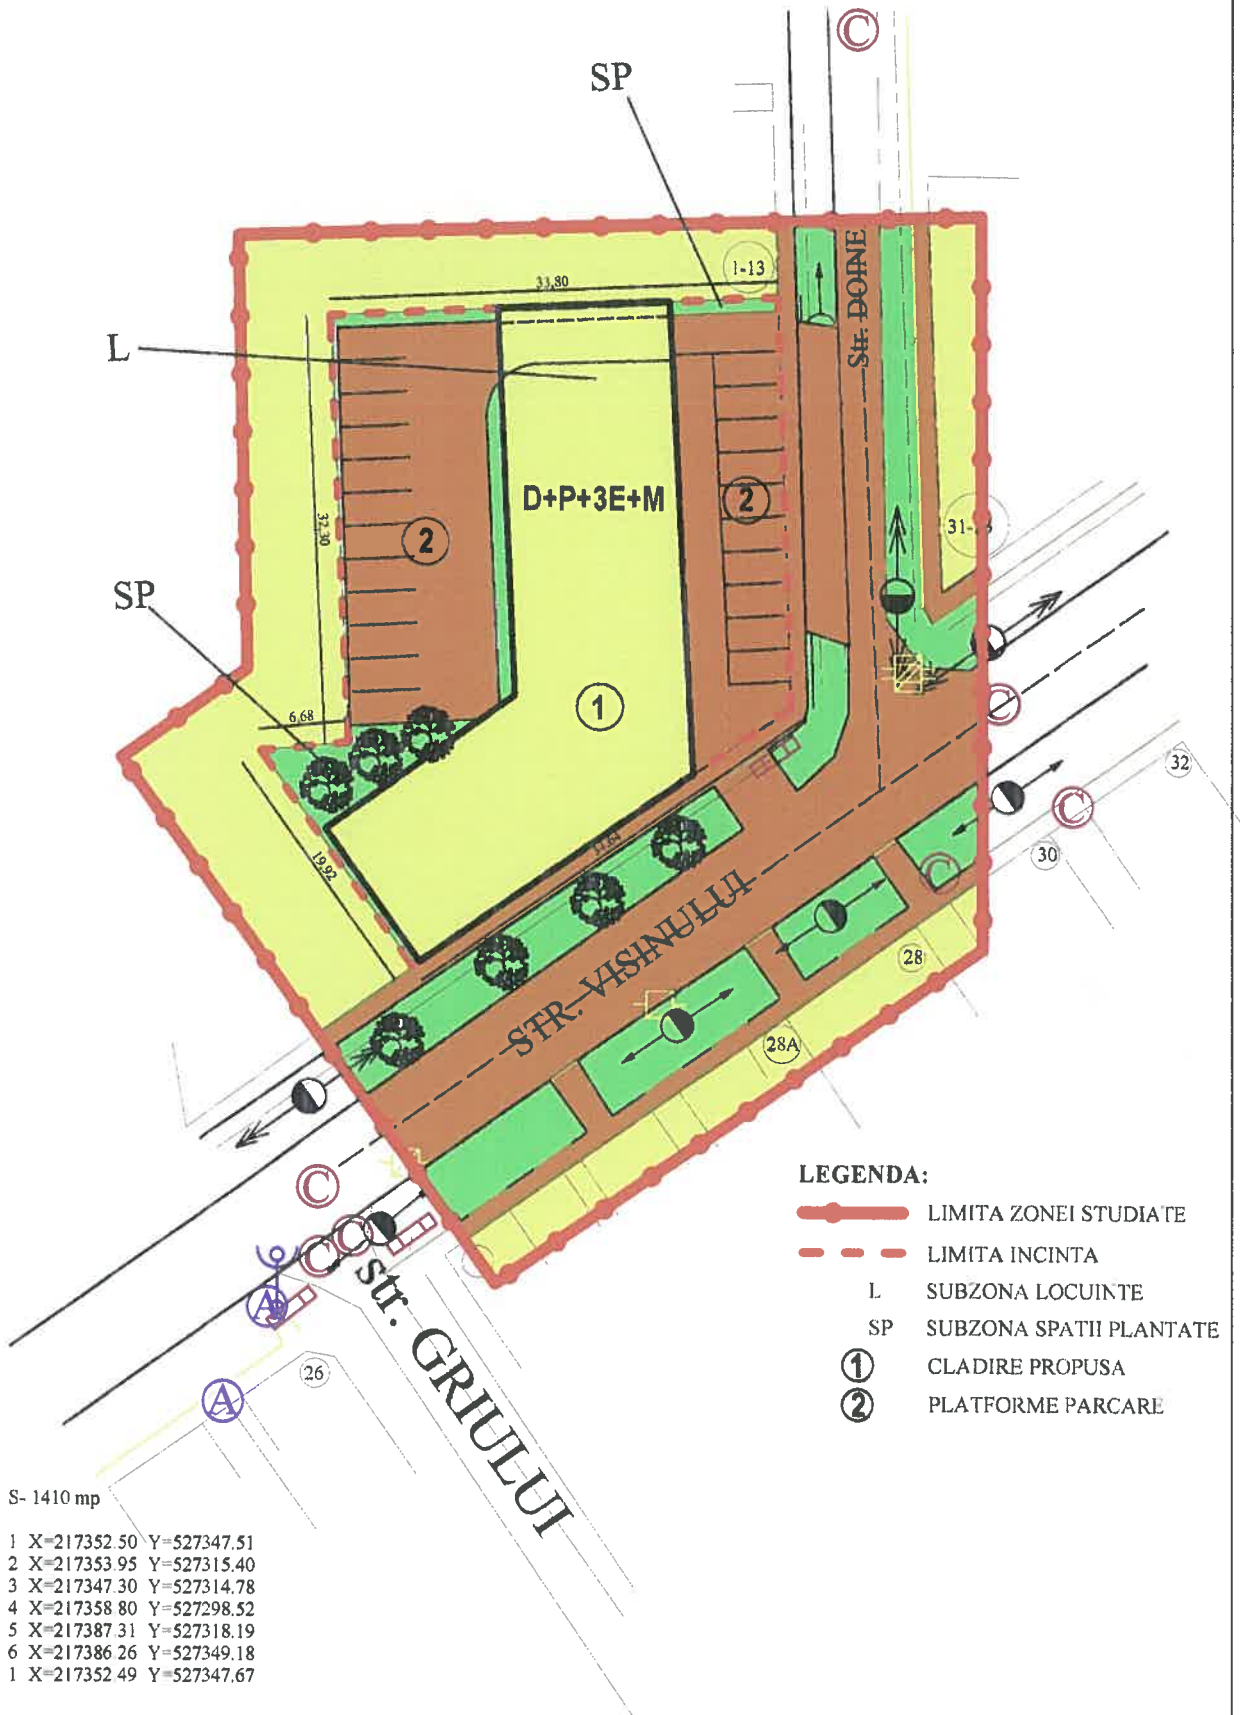 C
SP
1-13
33,80
Str. DOINE
L
D+P+3E+M
2
2
32,30
31-
SP
1
6,68
C
32
C
30
19,92
C
28
STR. VISINULUI
28A
C
C
C
A
str. GRIULUI
26
A
LEGENDA:
LIMITA ZONEI STUDIATE
LIMITA INCINTA
L SUBZONA LOCUINTE
SP SUBZONA SPATII PLANTATE
1 CLADIRE PROPUSA
2 PLATFORME PARCARE
S- 1410 mp
1 X=217352.50 Y=527347.51
2 X=217353.95 Y=527315.40
3 X=217347.30 Y=527314.78
4 X=217358.80 Y=527298.52
5 X=217387.31 Y=527318.19
6 X=217386.26 Y=527349.18
1 X=217352.49 Y=527347.67